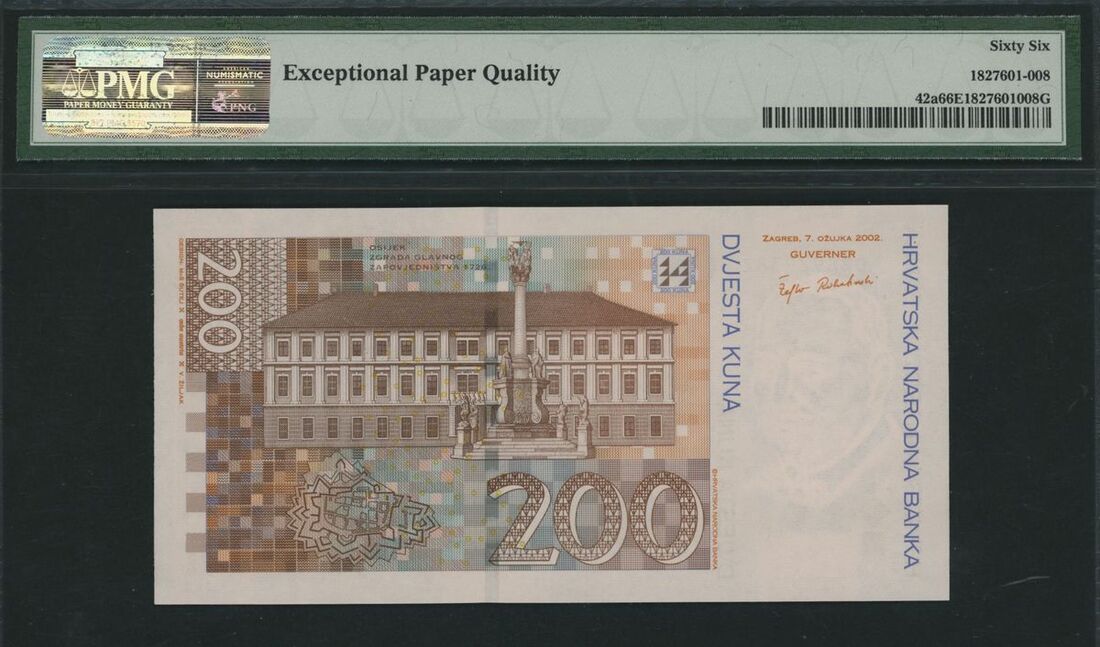 PMG
PAPER MONEY GUARANTY
NUMISMATIC
PNG
Exceptional Paper Quality
Sixty Six
1827601-008
42a66E1827601008G
200
OSIJEK
ZGRADA GLAVNOG
ZAPOVJEDNIŠTVA 1726.
DVJESTA KUNA
ZAGREB, 7. OŽUJKA 2002.
GUVERNER
HRVATSKA NARODNA BANKA
200
©HRVATSKA NARODNA BANKA